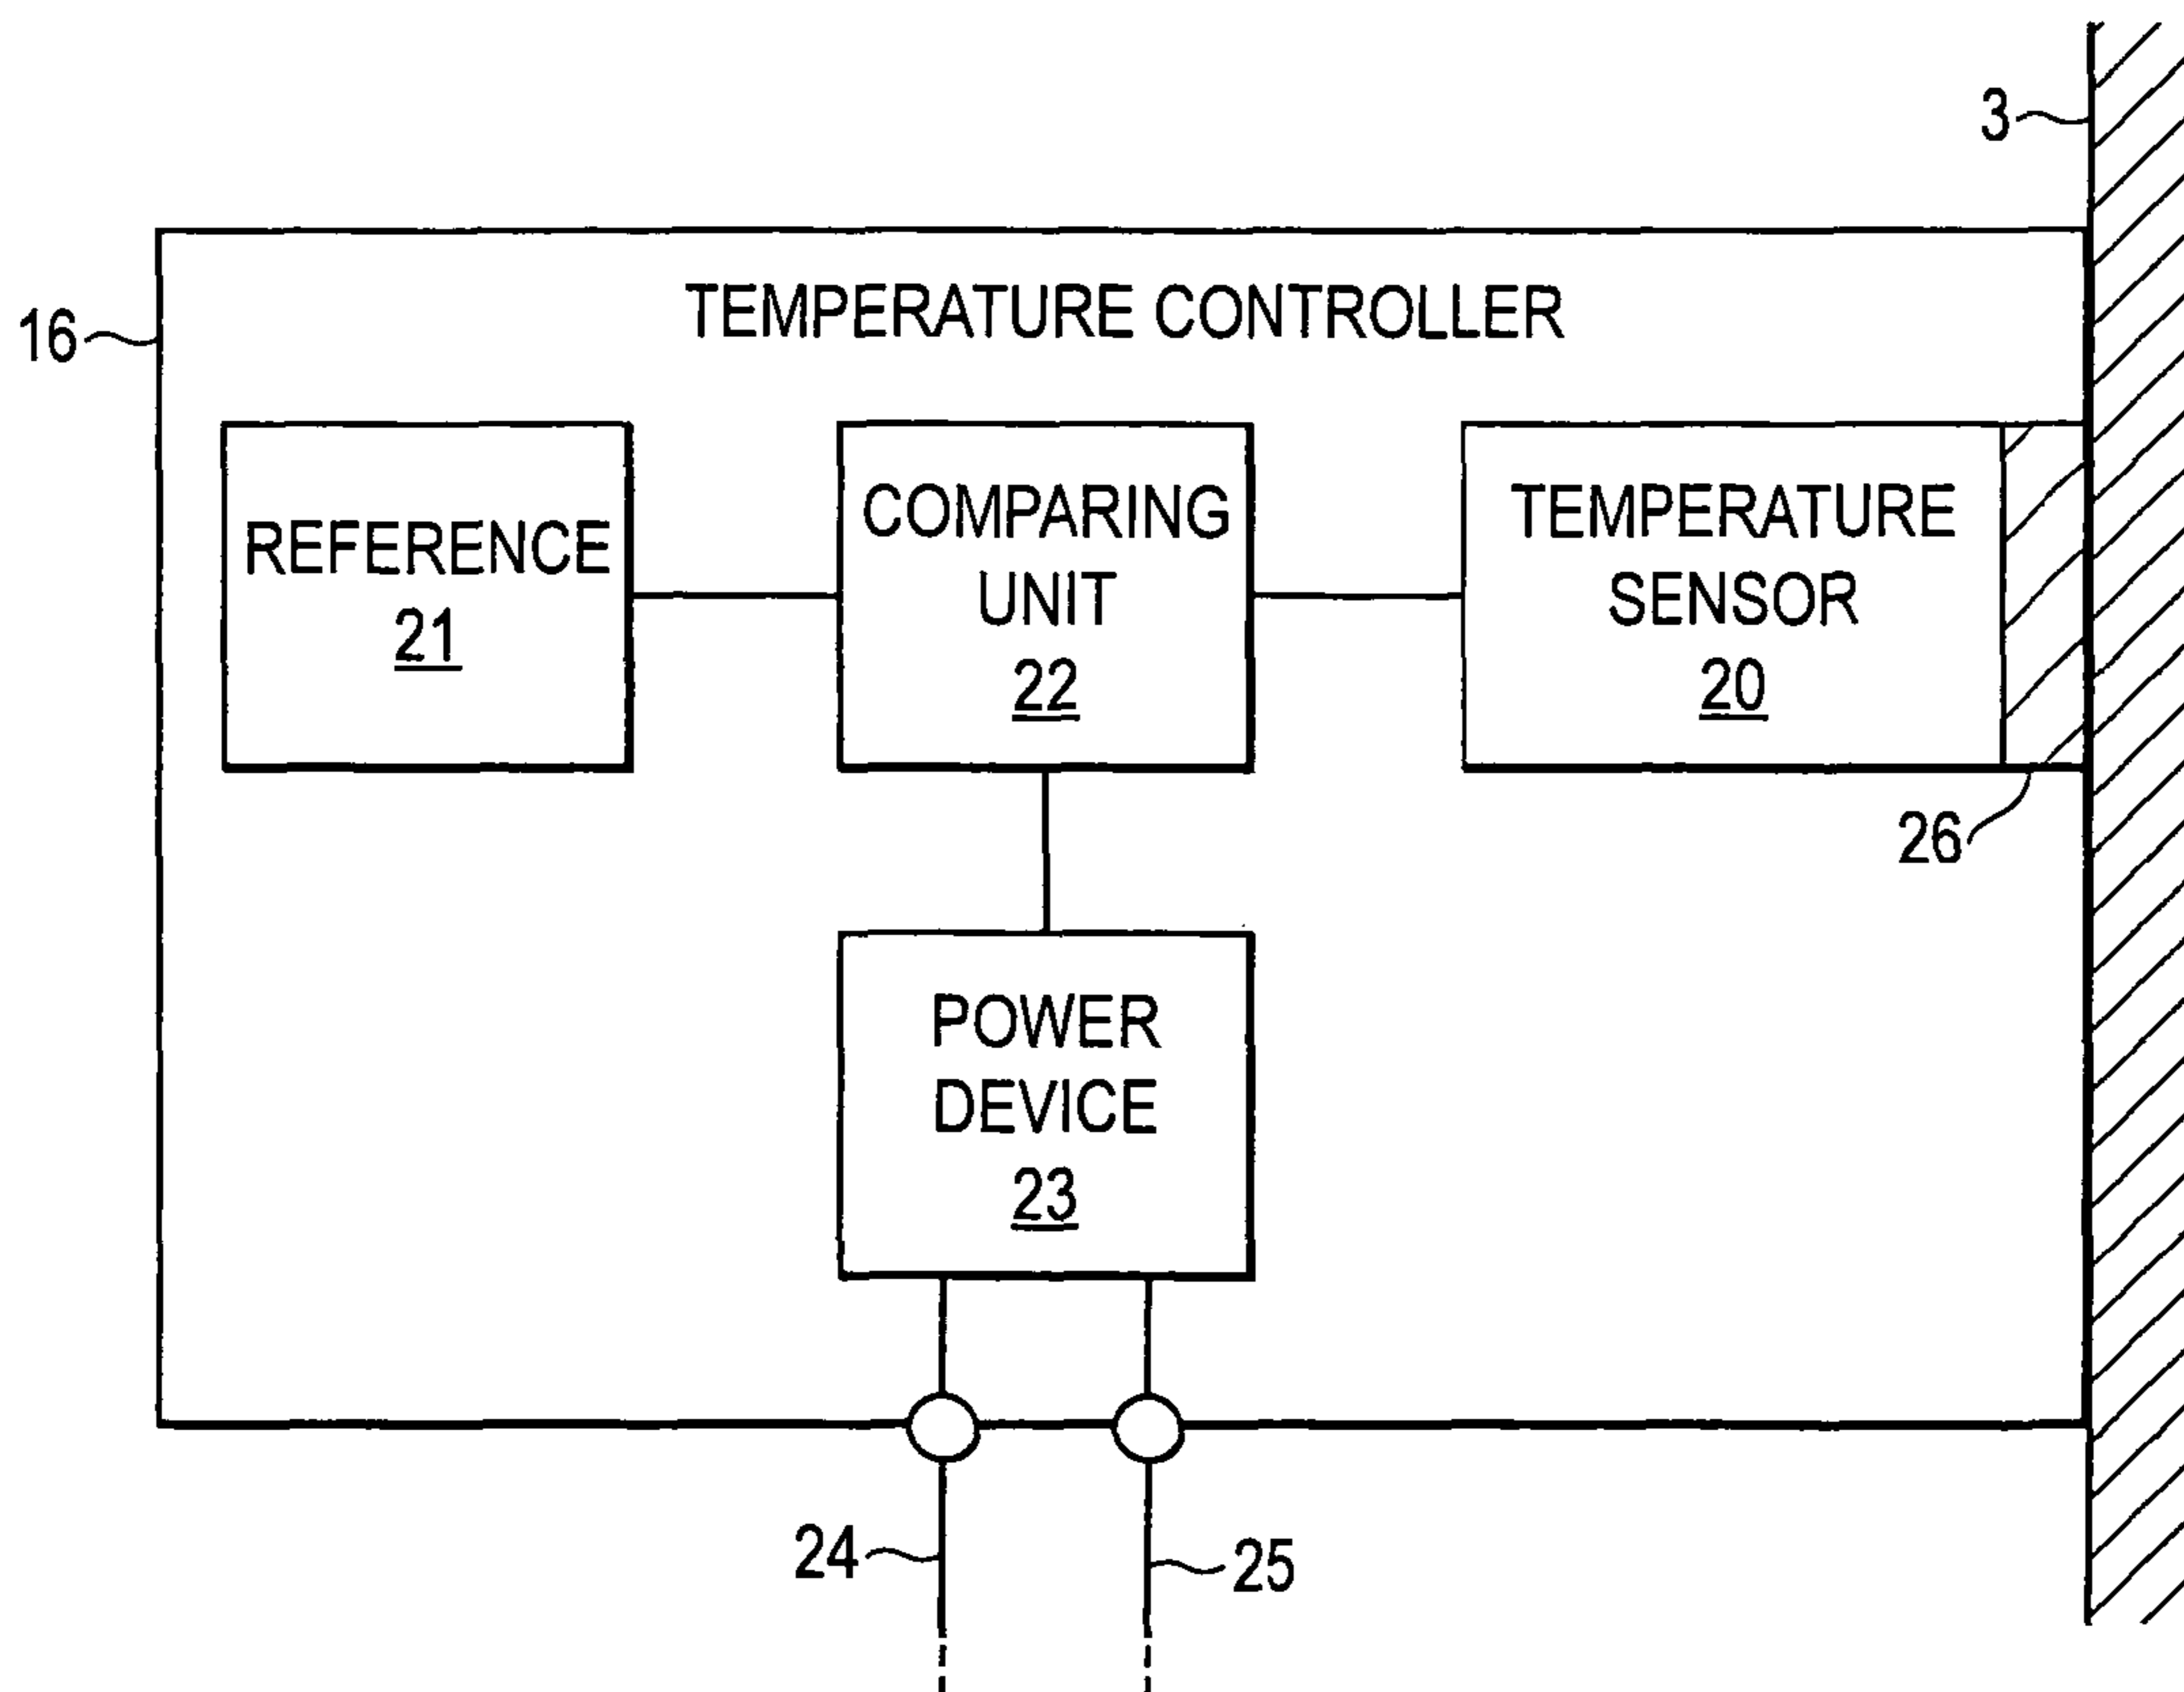 3
16
TEMPERATURE CONTROLLER
REFERENCE
21
COMPARING
UNIT
22
TEMPERATURE
SENSOR
20
26
POWER
DEVICE
23
24
25